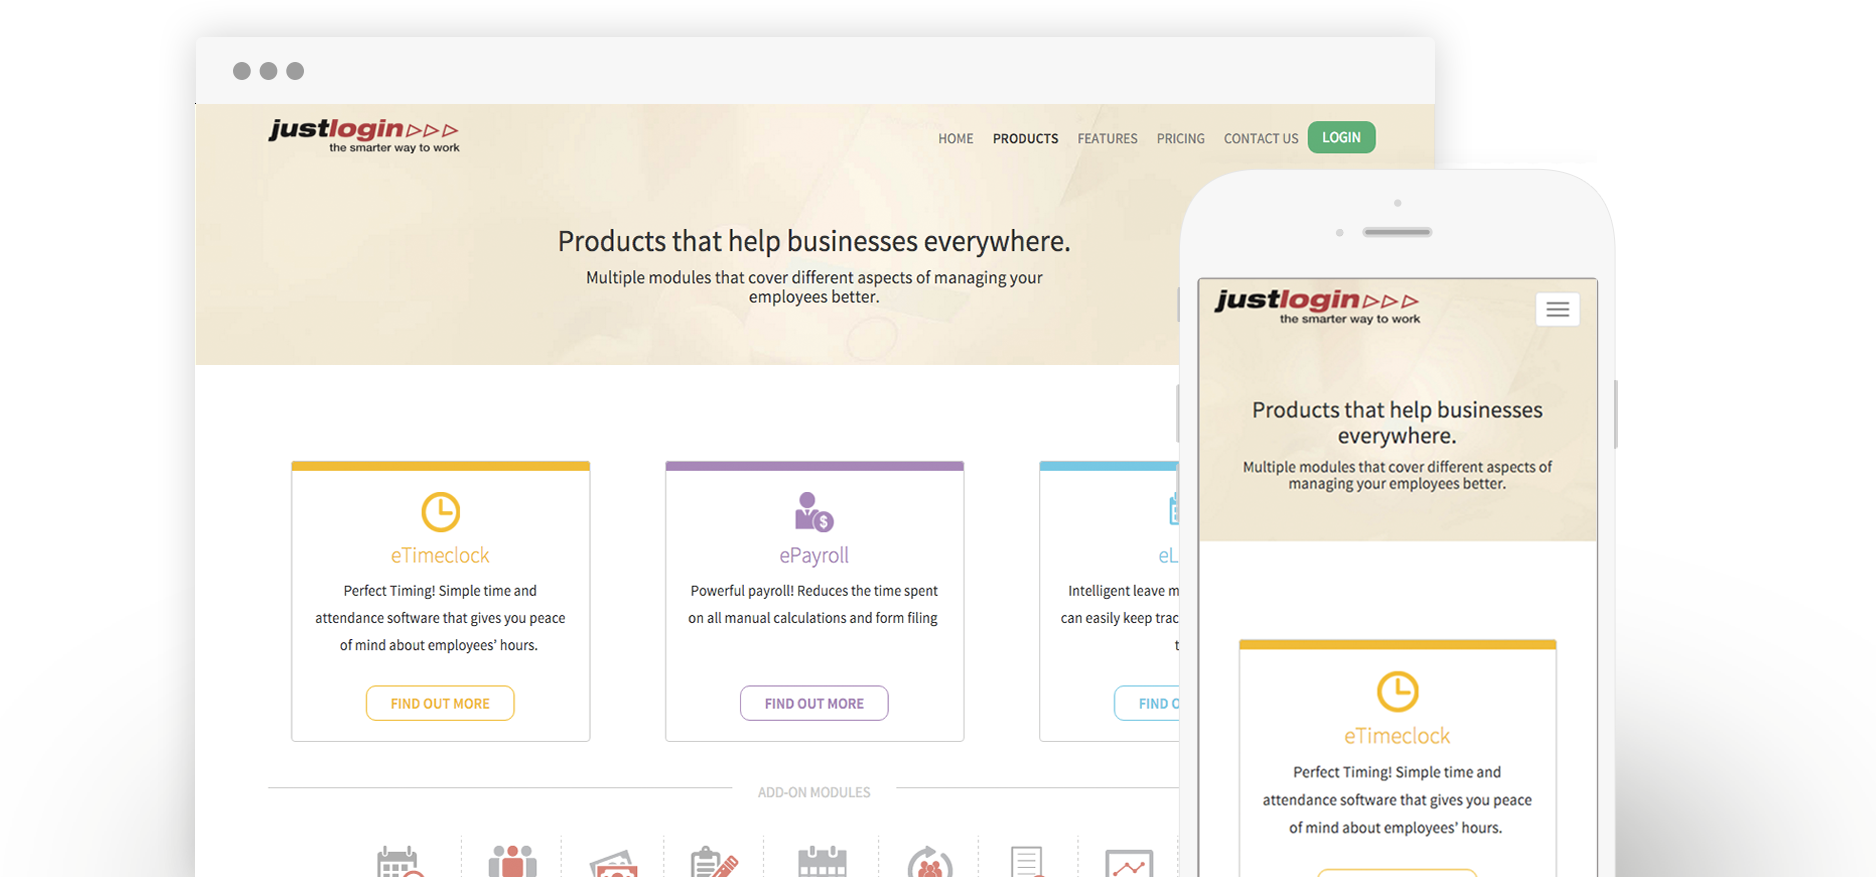 justlogin
the smarter way to work
HOME PRODUCTS FEATURES PRICING CONTACT US LOGIN
Products that help businesses everywhere.
Multiple modules that cover different aspects of managing your
employees better.
eTimeclock
Perfect Timing! Simple time and
attendance software that gives you peace
of mind about employees’ hours.
FIND OUT MORE
ePayroll
$
Powerful payroll! Reduces the time spent
on all manual calculations and form filing
FIND OUT MORE
eL
Intelligent leave m
can easily keep trac
t
FIND O
ADD-ON MODULES
justlogin
the smarter way to work
Products that help businesses
everywhere.
Multiple modules that cover different aspects of
managing your employees better.
eTimeclock
Perfect Timing! Simple time and
attendance software that gives you peace
of mind about employees’ hours.